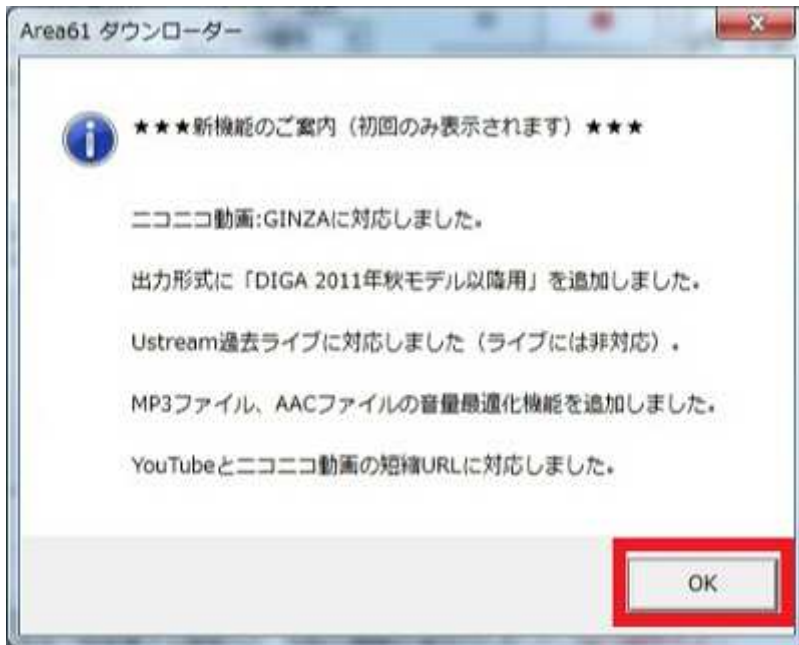 Area61 ダウンローダー
★★★新機能のご案内（初回のみ表示されます）★★★
ニコニコ動画:GINZAに対応しました。
出力形式に「DIGA 2011年秋モデル以降用」を追加しました。
Ustream過去ライブに対応しました（ライブには非対応）.
MP3ファイル、AACファイルの音量最適化機能を追加しました。
YouTubeとニコニコ動画の短縮URLに対応しました。
OK